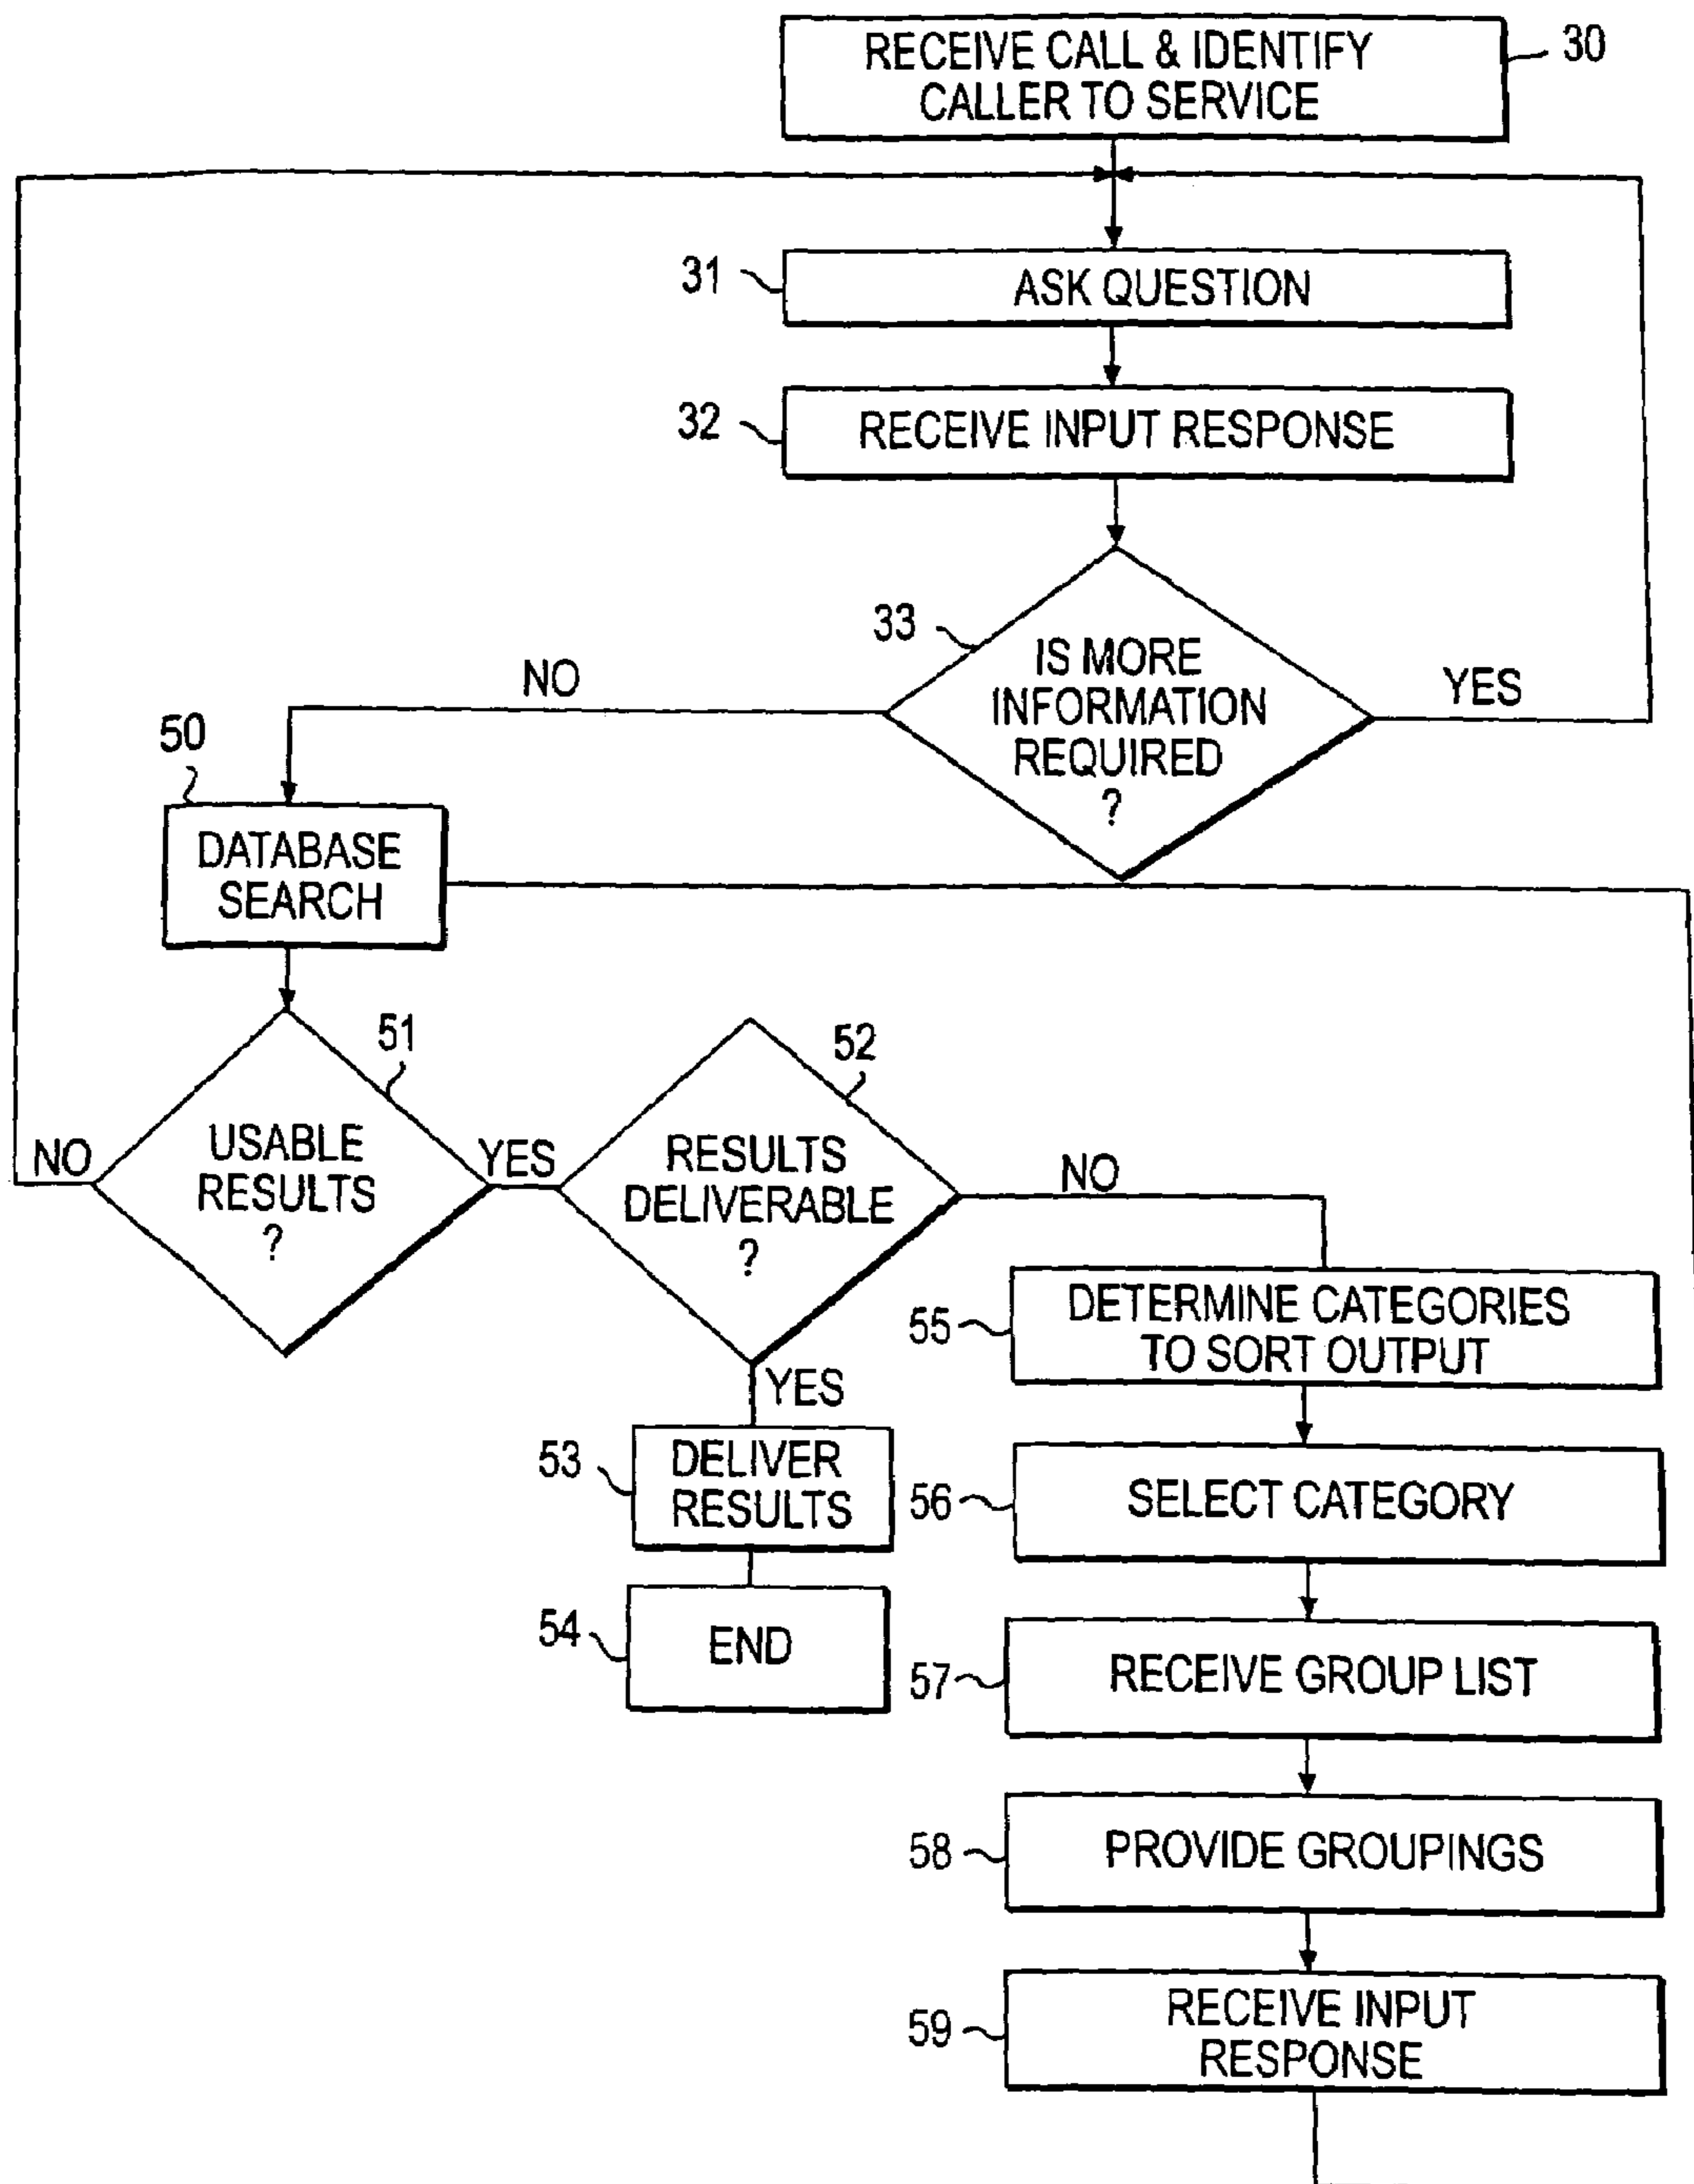 RECEIVE CALL & IDENTIFY
CALLER TO SERVICE
30
31
ASK QUESTION
32
RECEIVE INPUT RESPONSE
33
IS MORE
INFORMATION
REQUIRED
?
NO
YES
50
DATABASE
SEARCH
51
USABLE
RESULTS
?
NO
YES
52
RESULTS
DELIVERABLE
?
NO
YES
53
DELIVER
RESULTS
54
END
55
DETERMINE CATEGORIES
TO SORT OUTPUT
56
SELECT CATEGORY
57
RECEIVE GROUP LIST
58
PROVIDE GROUPINGS
59
RECEIVE INPUT
RESPONSE